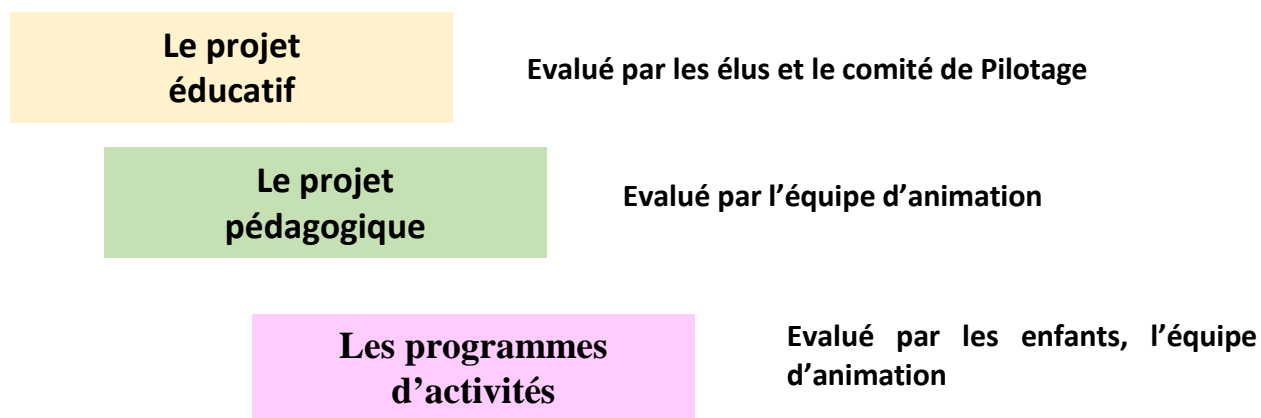 Le projet
éducatif
Evalué par les élus et le comité de Pilotage
Le projet
pédagogique
Evalué par l’équipe d’animation
Les programmes
d’activités
Evalué par les enfants, l’équipe
d’animation